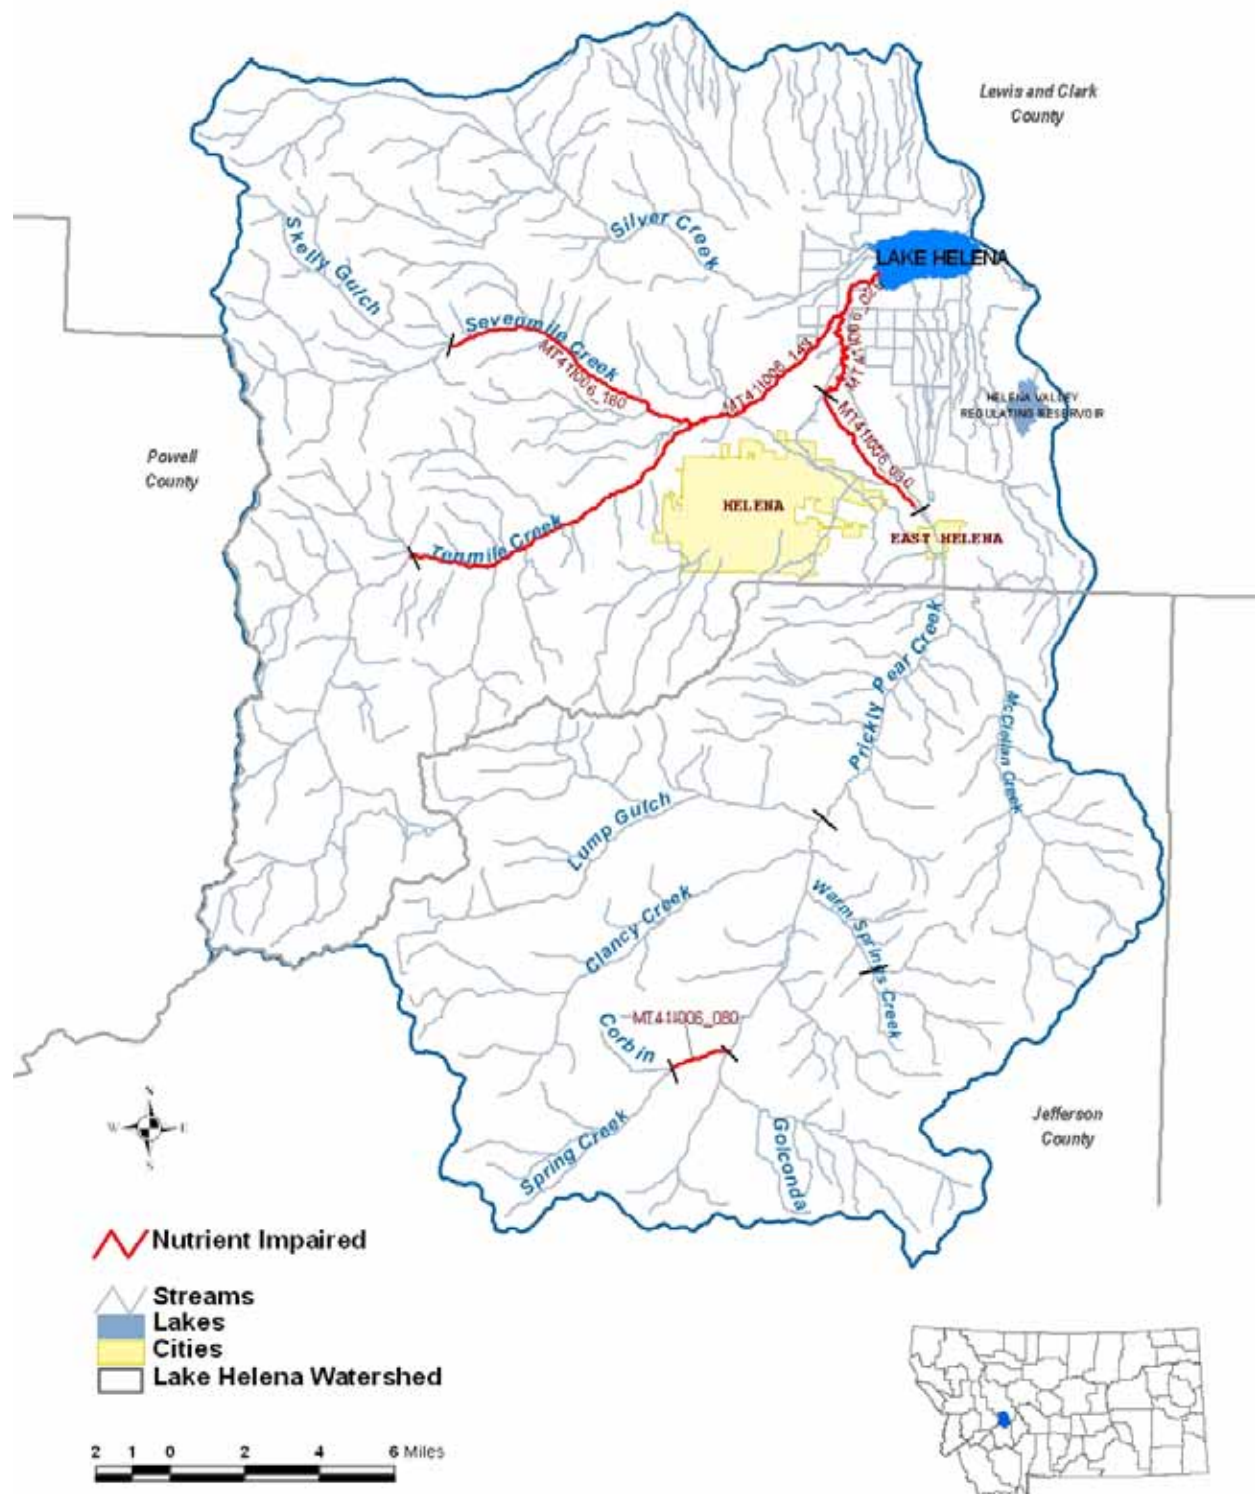 Lewis and Clark
County
Silver Creek
Skelly Gulch
LAKE HELENA
Sevenmile Creek
MT41I006_160
MT41I006_143
HELENA VALLEY
REGULATING RESERVOIR
Powell
County
HELENA
Tenmile Creek
EAST HELENA
Prickly Pear Creek
McClellan Creek
Lump Gulch
Warm Springs Creek
Clancy Creek
MT41I006_080
Corbin
Spring Creek
Golconda
Jefferson
County
N
W
E
S
Nutrient Impaired
Streams
Lakes
Cities
Lake Helena Watershed
2 1 0 2 4 6 Miles